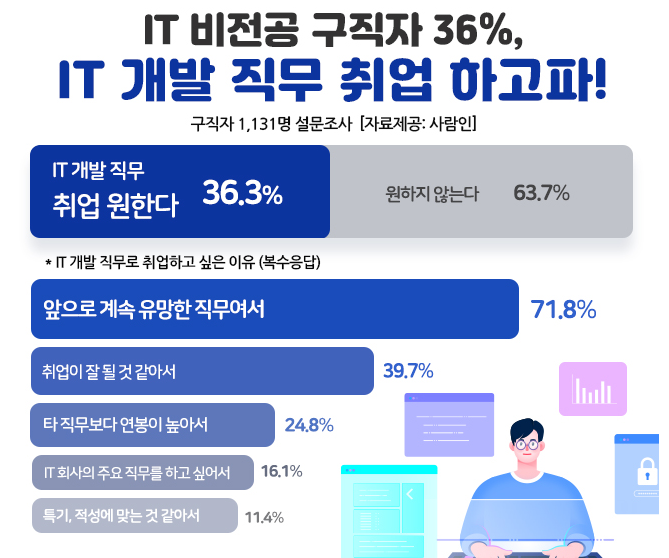 IT 비전공 구직자 36%,
IT 개발 직무 취업 하고파!
구직자 1,131명 설문조사 [자료제공: 사람인]
IT 개발 직무
취업 원한다 36.3%
원하지 않는다 63.7%
* IT 개발 직무로 취업하고 싶은 이유 (복수응답)
앞으로 계속 유망한 직무여서 71.8%
취업이 잘 될 것 같아서 39.7%
타 직무보다 연봉이 높아서 24.8%
IT 회사의 주요 직무를 하고 싶어서 16.1%
특기, 적성에 맞는 것 같아서 11.4%